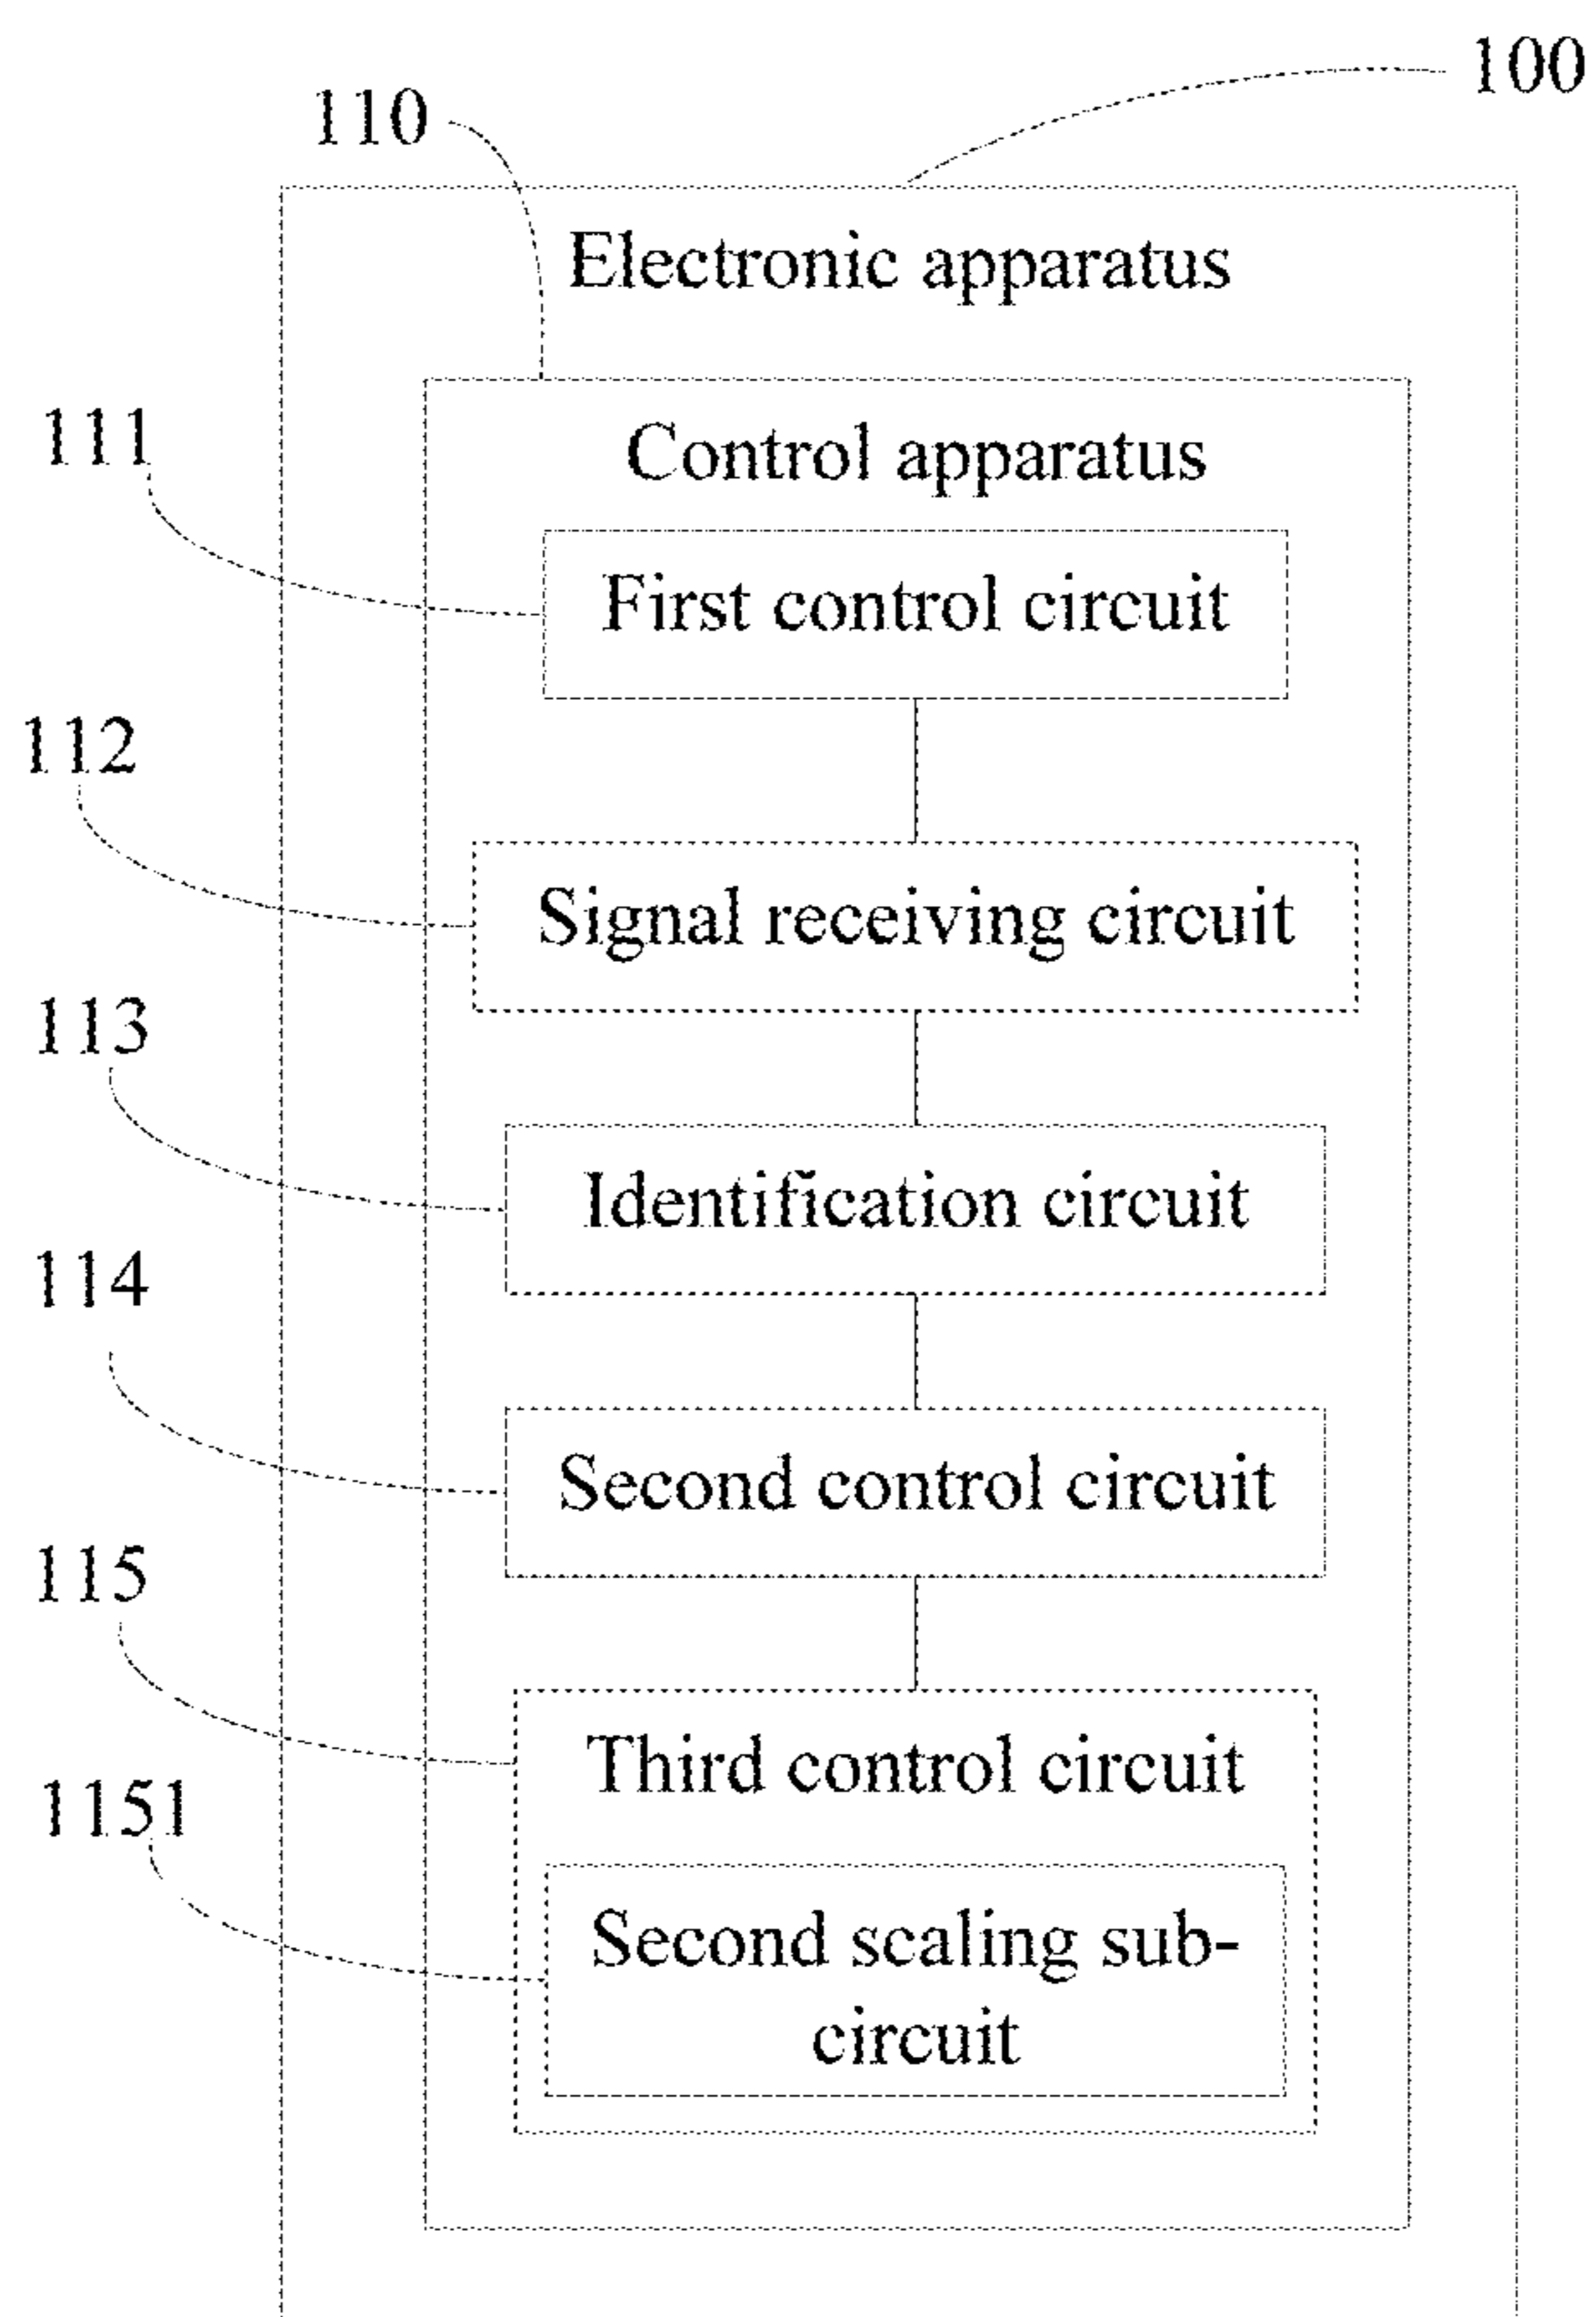 100
110
Electronic apparatus
111
Control apparatus
First control circuit
112
Signal receiving circuit
113
Identification circuit
114
Second control circuit
115
Third control circuit
1151
Second scaling sub-
circuit